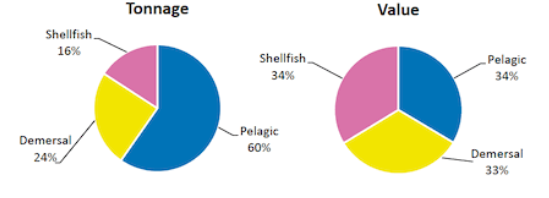 Tonnage
Shellfish
16%
Demersal
24%
Pelagic
60%
Value
Shellfish
34%
Pelagic
34%
Demersal
33%